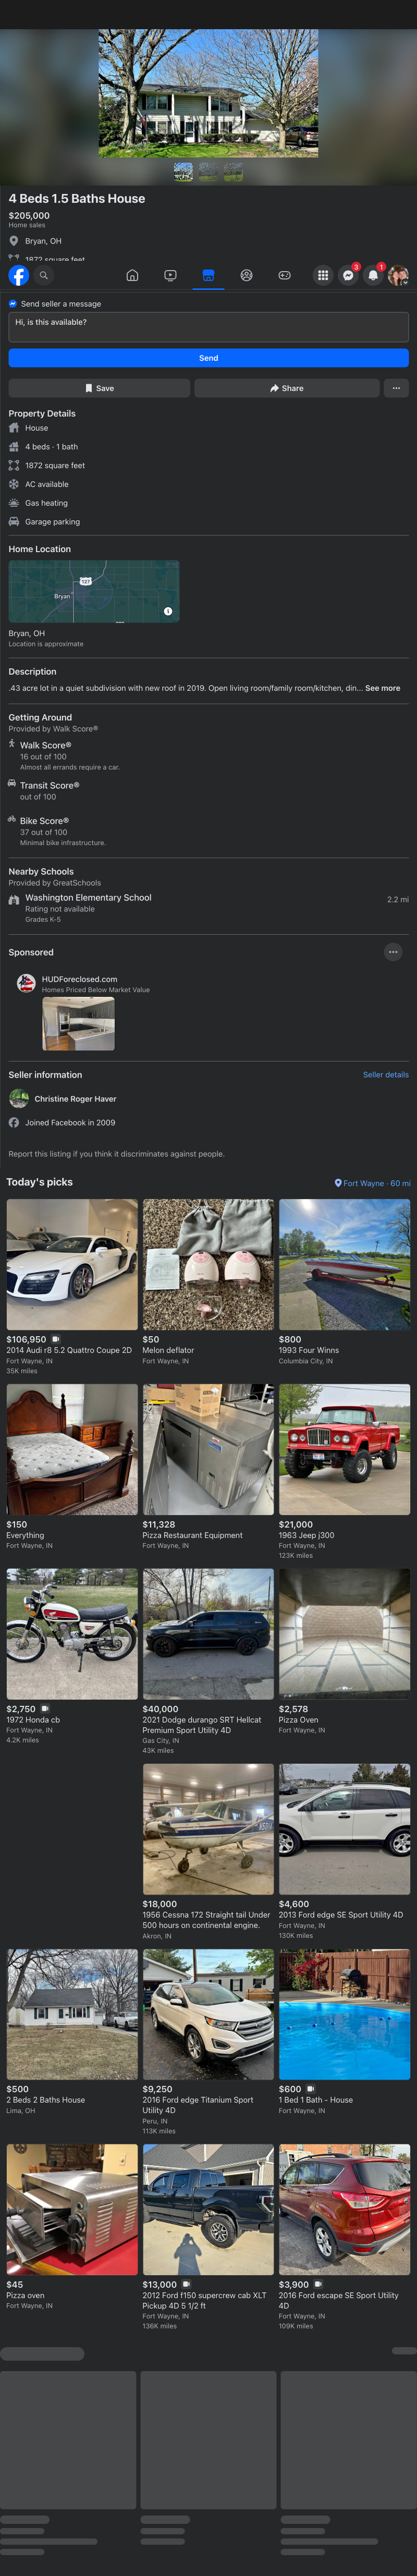 4 Beds 1.5 Baths House
$205,000
Home sales
Bryan, OH
1872 square feet
3
1
Send seller a message
Hi, is this available?
Send
Save
Share
Property Details
House
4 beds · 1 bath
1872 square feet
AC available
Gas heating
Garage parking
Home Location
127
Bryan
Bryan, OH
Location is approximate
Description
.43 acre lot in a quiet subdivision with new roof in 2019. Open living room/family room/kitchen, din... See more
Getting Around
Provided by Walk Score®
Walk Score®
16 out of 100
Almost all errands require a car.
Transit Score®
out of 100
Bike Score®
37 out of 100
Minimal bike infrastructure.
Nearby Schools
Provided by GreatSchools
Washington Elementary School
2.2 mi
Rating not available
Grades K-5
Sponsored
HUDForeclosed.com
Homes Priced Below Market Value
Seller information
Seller details
Christine Roger Haver
Joined Facebook in 2009
Report this listing if you think it discriminates against people.
Today's picks
Fort Wayne · 60 mi
$106,950
2014 Audi r8 5.2 Quattro Coupe 2D
Fort Wayne, IN
35K miles
$50
Melon deflator
Fort Wayne, IN
$800
1993 Four Winns
Columbia City, IN
$150
Everything
Fort Wayne, IN
$11,328
Pizza Restaurant Equipment
Fort Wayne, IN
$21,000
1963 Jeep j300
Fort Wayne, IN
123K miles
$2,750
1972 Honda cb
Fort Wayne, IN
4.2K miles
$40,000
2021 Dodge durango SRT Hellcat
Premium Sport Utility 4D
Gas City, IN
43K miles
$2,578
Pizza Oven
Fort Wayne, IN
$18,000
1956 Cessna 172 Straight tail Under
500 hours on continental engine.
Akron, IN
$4,600
2013 Ford edge SE Sport Utility 4D
Fort Wayne, IN
130K miles
$500
2 Beds 2 Baths House
Lima, OH
$9,250
2016 Ford edge Titanium Sport
Utility 4D
Peru, IN
113K miles
$600
1 Bed 1 Bath - House
Fort Wayne, IN
$45
Pizza oven
Fort Wayne, IN
$13,000
2012 Ford f150 supercrew cab XLT
Pickup 4D 5 1/2 ft
Fort Wayne, IN
136K miles
$3,900
2016 Ford escape SE Sport Utility
4D
Fort Wayne, IN
109K miles